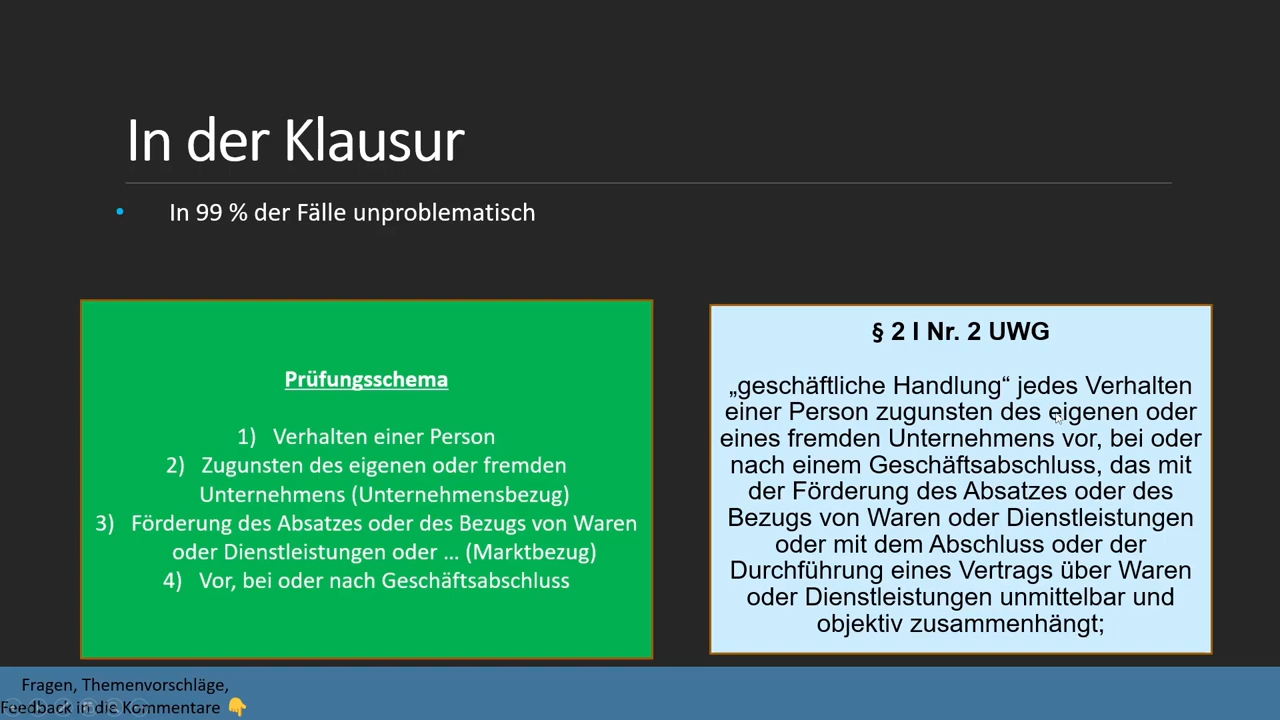 In der Klausur
• In 99 % der Fälle unproblematisch
Prüfungsschema
1) Verhalten einer Person
2) Zugunsten des eigenen oder fremden
Unternehmens (Unternehmensbezug)
3) Förderung des Absatzes oder des Bezugs von Waren
oder Dienstleistungen oder … (Marktbezug)
4) Vor, bei oder nach Geschäftsabschluss
§ 2 I Nr. 2 UWG
„geschäftliche Handlung“ jedes Verhalten
einer Person zugunsten des eigenen oder
eines fremden Unternehmens vor, bei oder
nach einem Geschäftsabschluss, das mit
der Förderung des Absatzes oder des
Bezugs von Waren oder Dienstleistungen
oder mit dem Abschluss oder der
Durchführung eines Vertrags über Waren
oder Dienstleistungen unmittelbar und
objektiv zusammenhängt;
Fragen, Themenvorschläge,
Feedback in die Kommentare 👇